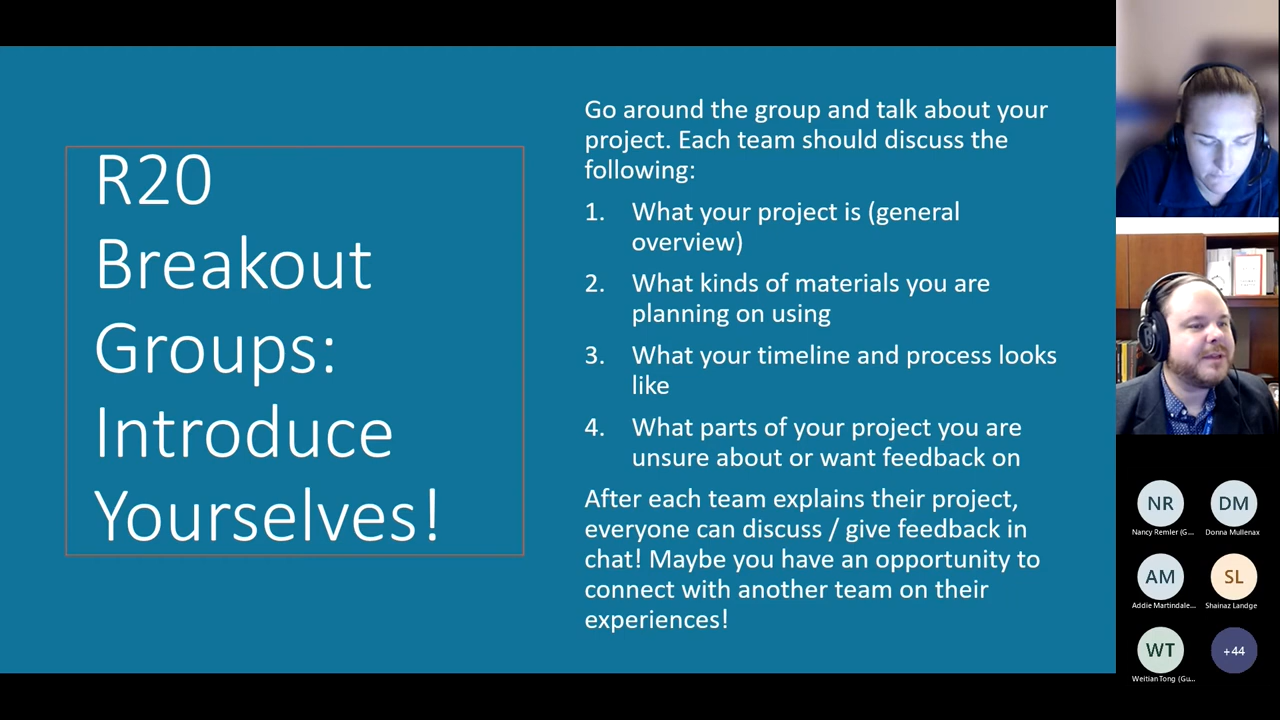 R20
Breakout
Groups:
Introduce
Yourselves!
Go around the group and talk about your
project. Each team should discuss the
following:
1. What your project is (general
overview)
2. What kinds of materials you are
planning on using
3. What your timeline and process looks
like
4. What parts of your project you are
unsure about or want feedback on
After each team explains their project,
everyone can discuss / give feedback in
chat! Maybe you have an opportunity to
connect with another team on their
experiences!
NR
DM
Nancy Remler (G...
Donna Mullenax
AM
SL
Addie Martindale...
Shainaz Landge
WT
+44
Weitian Tong (Gu...